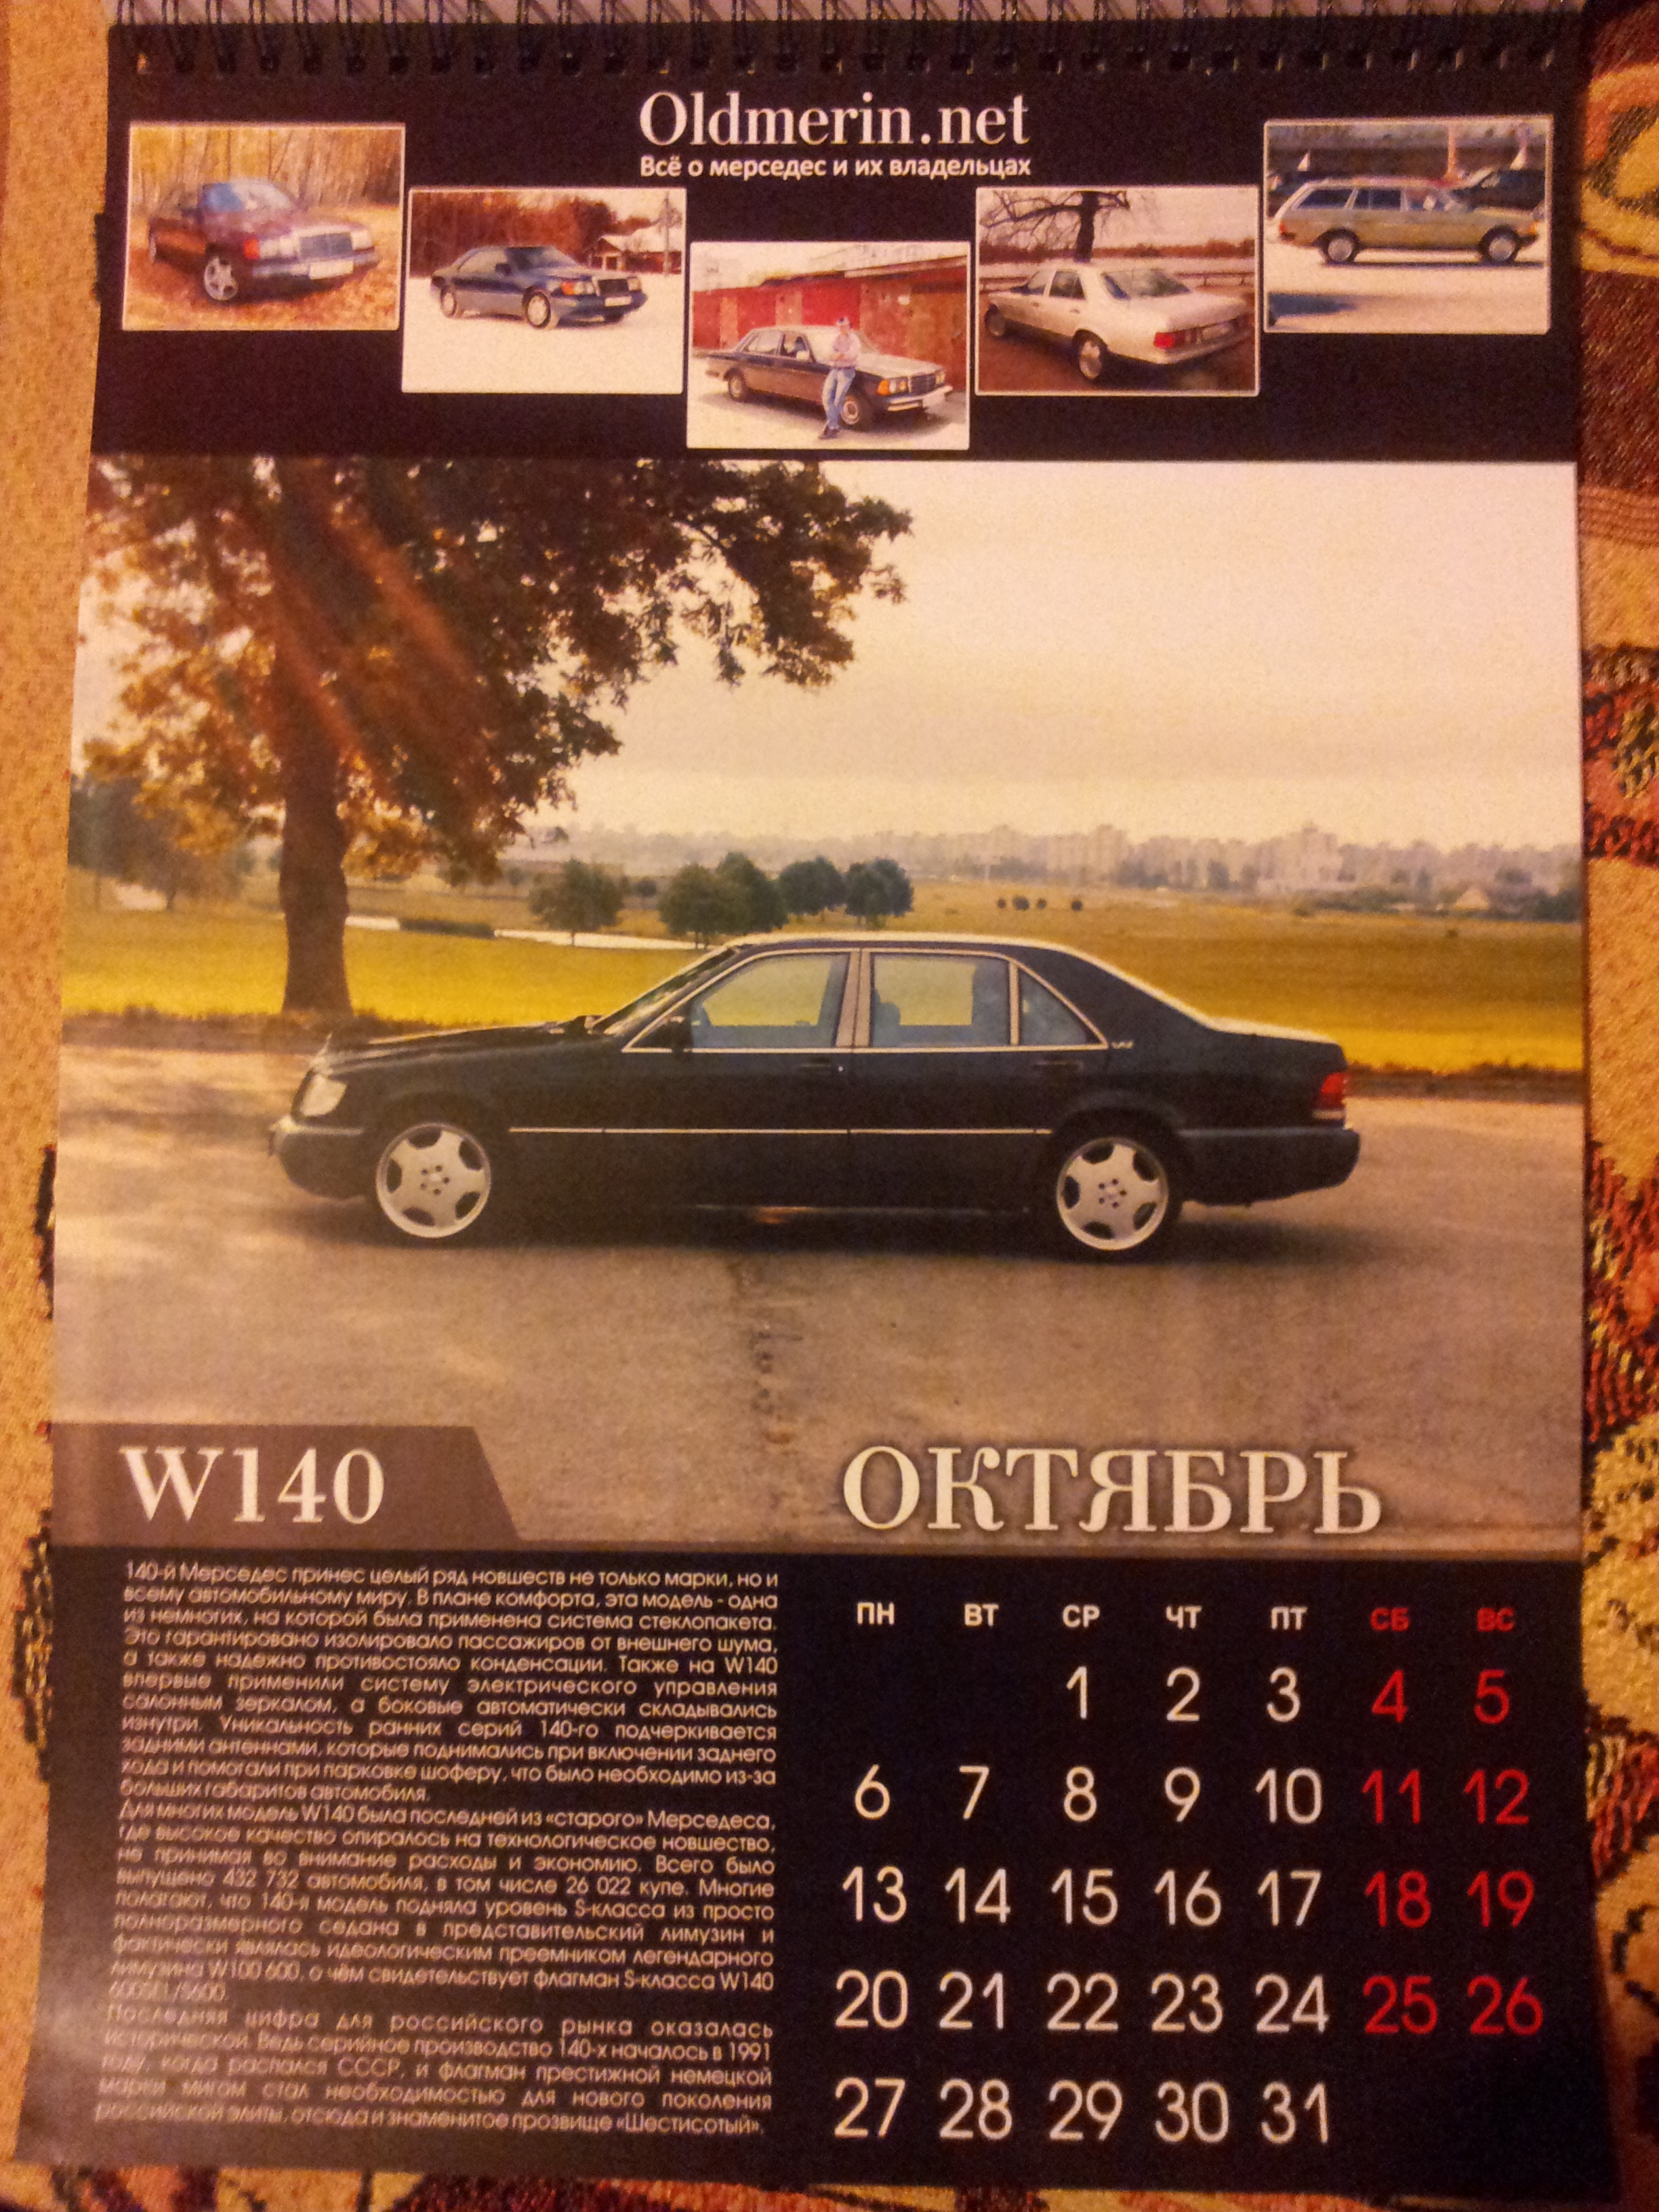 Oldmerin.net
Всё о мерседес и их владельцах
W140
ОКТЯБРЬ
140-й Мерседес принес целый ряд новшеств не только марки, но и
всему автомобильному миру. В плане комфорта, эта модель - одна
из немногих, на которой была применена система стеклопакета.
Это гарантировано изолировало пассажиров от внешнего шума,
а также надежно противостояло конденсации. Также на W140
впервые применили систему электрического управления
салонным зеркалом, а боковые автоматически складывались
изнутри. Уникальность ранних серий 140-го подчеркивается
задними антеннами, которые поднимались при включении заднего
хода и помогали при парковке шоферу, что было необходимо из-за
больших габаритов автомобиля.
Для многих модель W140 была последней из «старого» Мерседеса,
где высокое качество опиралось на технологическое новшество,
не принимая во внимание расходы и экономию. Всего было
выпущено 432 732 автомобиля, в том числе 26 022 купе. Многие
полагают, что 140-я модель подняла уровень S-класса из просто
полноразмерного седана в представительский лимузин и
фактически являлась идеологическим преемником легендарного
лимузина W100 600, о чём свидетельствует флагман S-класса W140
600SEL/S600.
Последняя цифра для российского рынка оказалась
исторической. Ведь серийное производство 140-х началось в 1991
году, когда распался СССР, и флагман престижной немецкой
марки мигом стал необходимостью для нового поколения
российской элиты, отсюда и знаменитое прозвище «Шестисотый».
ПН ВТ СР ЧТ ПТ СБ ВС
1 2 3 4 5
6 7 8 9 10 11 12
13 14 15 16 17 18 19
20 21 22 23 24 25 26
27 28 29 30 31